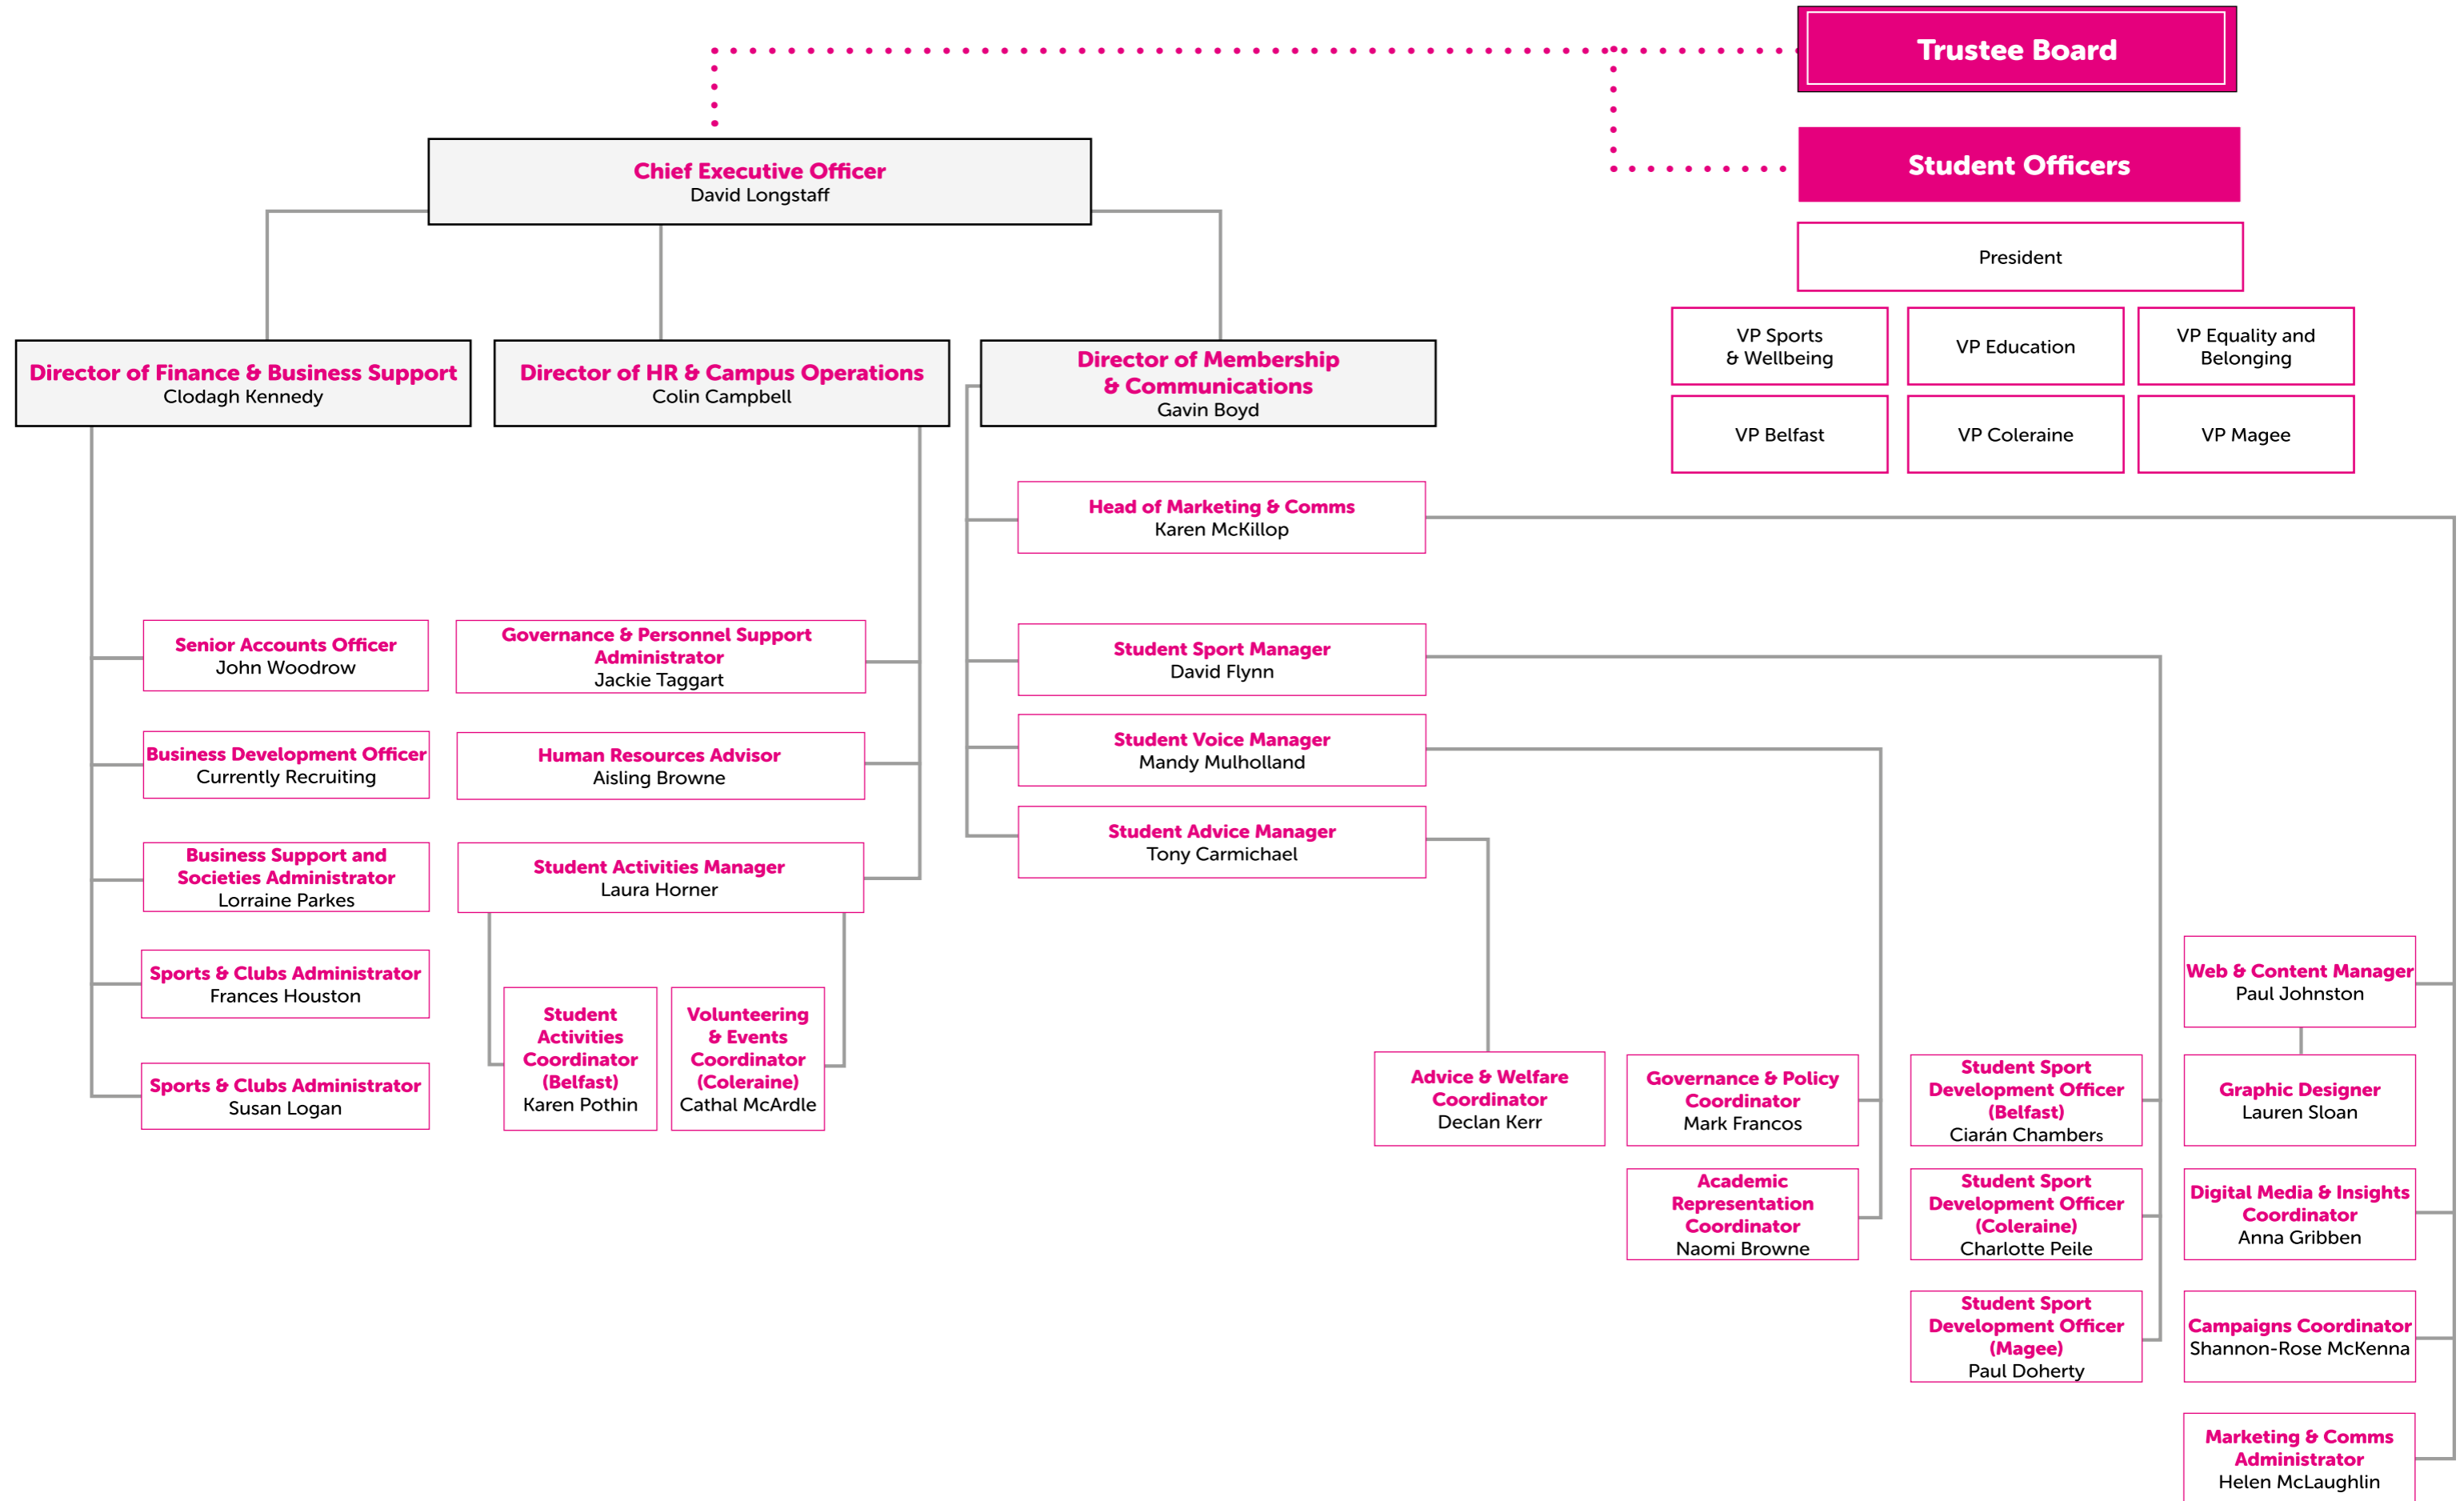 Trustee Board
Student Officers
Chief Executive Officer
David Longstaff
President
VP Sports
& Wellbeing
VP Education
VP Equality and
Belonging
VP Belfast
VP Coleraine
VP Magee
Director of Finance & Business Support
Clodagh Kennedy
Director of HR & Campus Operations
Colin Campbell
Director of Membership
& Communications
Gavin Boyd
Head of Marketing & Comms
Karen McKillop
Senior Accounts Officer
John Woodrow
Governance & Personnel Support
Administrator
Jackie Taggart
Student Sport Manager
David Flynn
Business Development Officer
Currently Recruiting
Human Resources Advisor
Aisling Browne
Student Voice Manager
Mandy Mulholland
Business Support and
Societies Administrator
Lorraine Parkes
Student Activities Manager
Laura Horner
Student Advice Manager
Tony Carmichael
Sports & Clubs Administrator
Frances Houston
Sports & Clubs Administrator
Susan Logan
Student
Activities
Coordinator
(Belfast)
Karen Pothin
Volunteering
& Events
Coordinator
(Coleraine)
Cathal McArdle
Web & Content Manager
Paul Johnston
Advice & Welfare
Coordinator
Declan Kerr
Governance & Policy
Coordinator
Mark Francos
Student Sport
Development Officer
(Belfast)
Ciarán Chambers
Graphic Designer
Lauren Sloan
Academic
Representation
Coordinator
Naomi Browne
Student Sport
Development Officer
(Coleraine)
Charlotte Peile
Digital Media & Insights
Coordinator
Anna Gribben
Student Sport
Development Officer
(Magee)
Paul Doherty
Campaigns Coordinator
Shannon-Rose McKenna
Marketing & Comms
Administrator
Helen McLaughlin